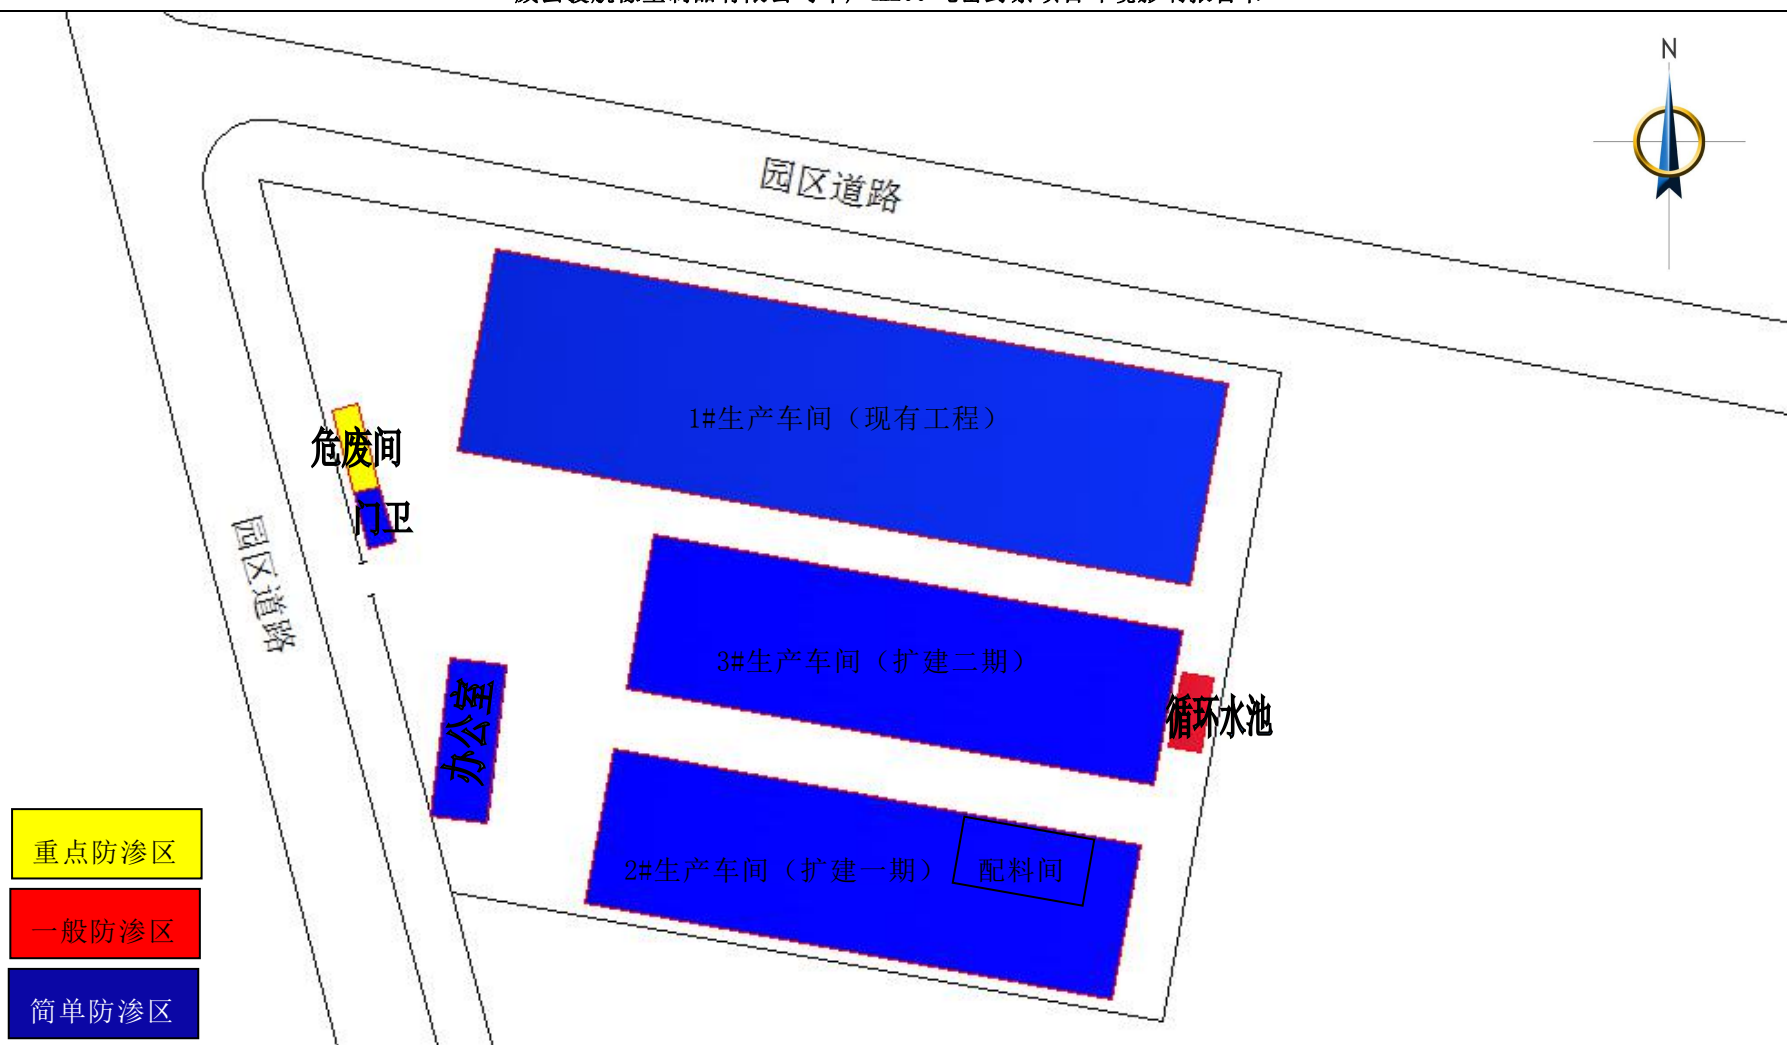 N
园区道路
1#生产车间（现有工程）
危废间
门卫
园区道路
3#生产车间（扩建二期）
办公室
循环水池
2#生产车间（扩建一期）
配料间
重点防渗区
一般防渗区
简单防渗区